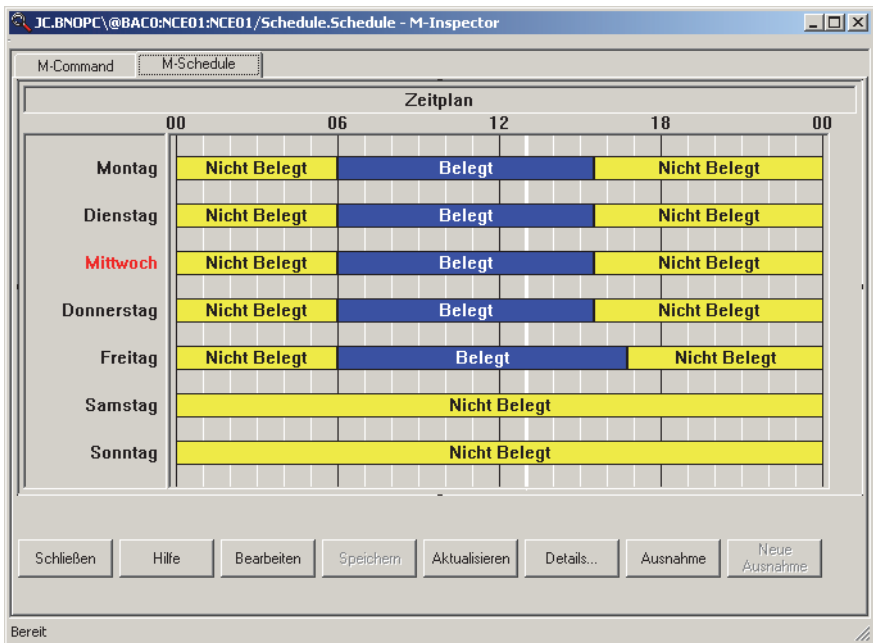 JC.BNOPC\@BAC0:NCE01:NCE01/Schedule.Schedule - M-Inspector
M-Command M-Schedule
Zeitplan
00 06 12 18 00
Montag Nicht Belegt Belegt Nicht Belegt
Dienstag Nicht Belegt Belegt Nicht Belegt
Mittwoch Nicht Belegt Belegt Nicht Belegt
Donnerstag Nicht Belegt Belegt Nicht Belegt
Freitag Nicht Belegt Belegt Nicht Belegt
Samstag Nicht Belegt
Sonntag Nicht Belegt
Schließen Hilfe Bearbeiten Speichern Aktualisieren Details... Ausnahme Neue Ausnahme
Bereit